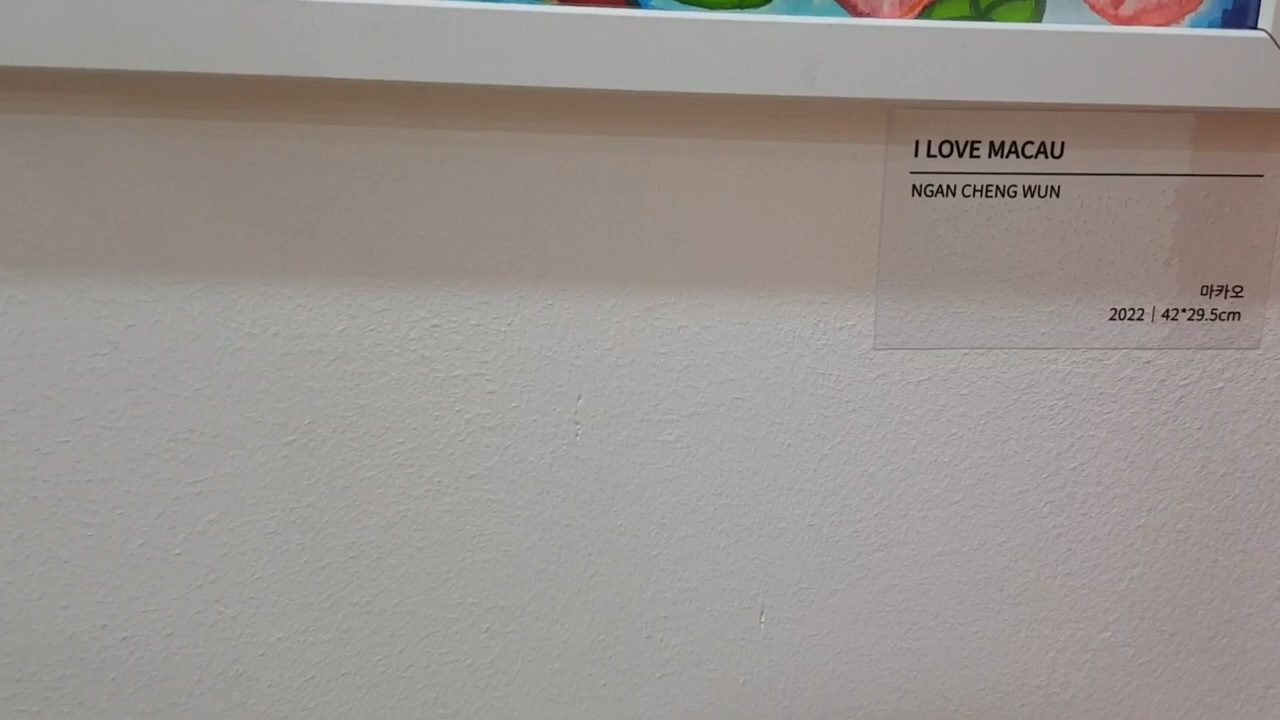 I LOVE MACAU
NGAN CHENG WUN
마카오
2022 | 42*29.5cm